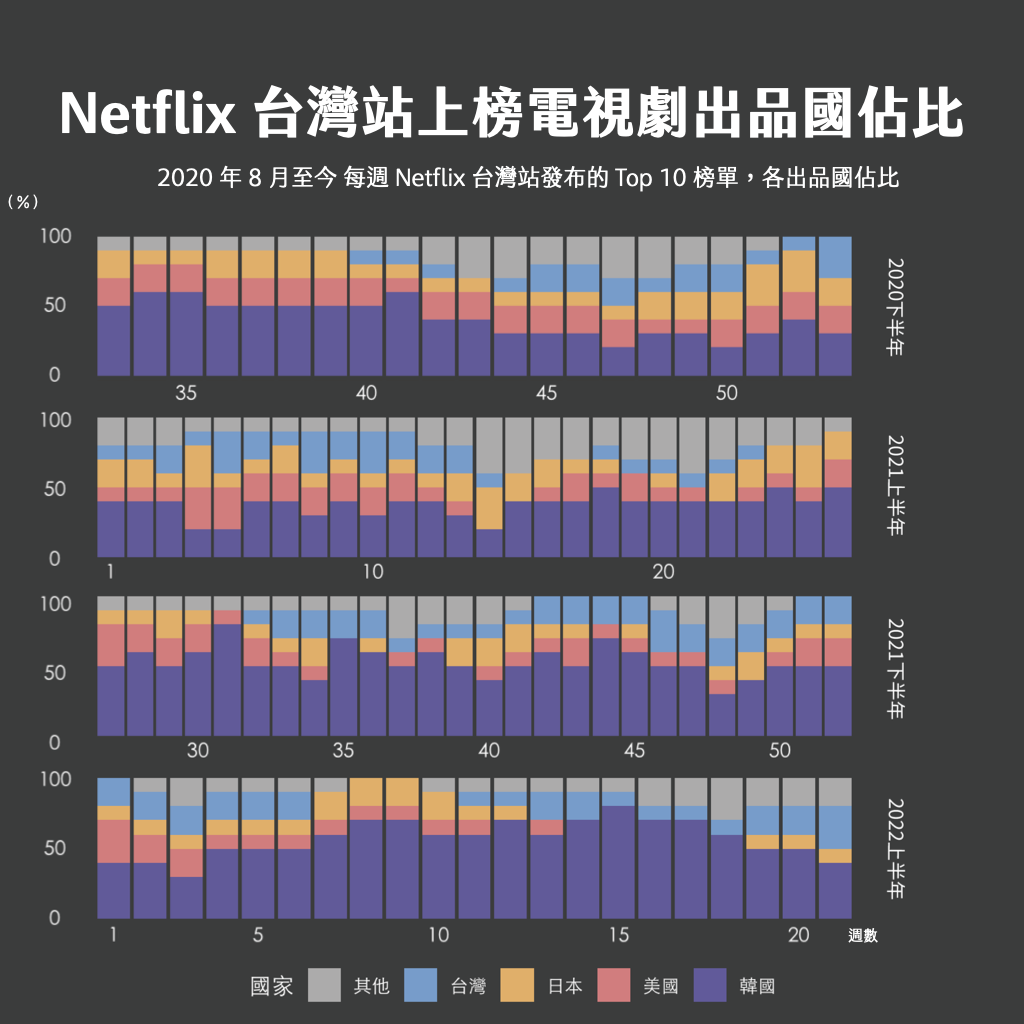 Netflix 台灣站上榜電視劇出品國佔比
2020 年 8 月至今 每週 Netflix 台灣站發布的 Top 10 榜單，各出品國佔比
(%)
100
50
0
35 40 45 50
2020下半年
100
50
0
1 10 20
2021上半年
100
50
0
30 35 40 45 50
2021下半年
100
50
0
1 5 10 15 20 週數
2022上半年
國家 其他 台灣 日本 美國 韓國